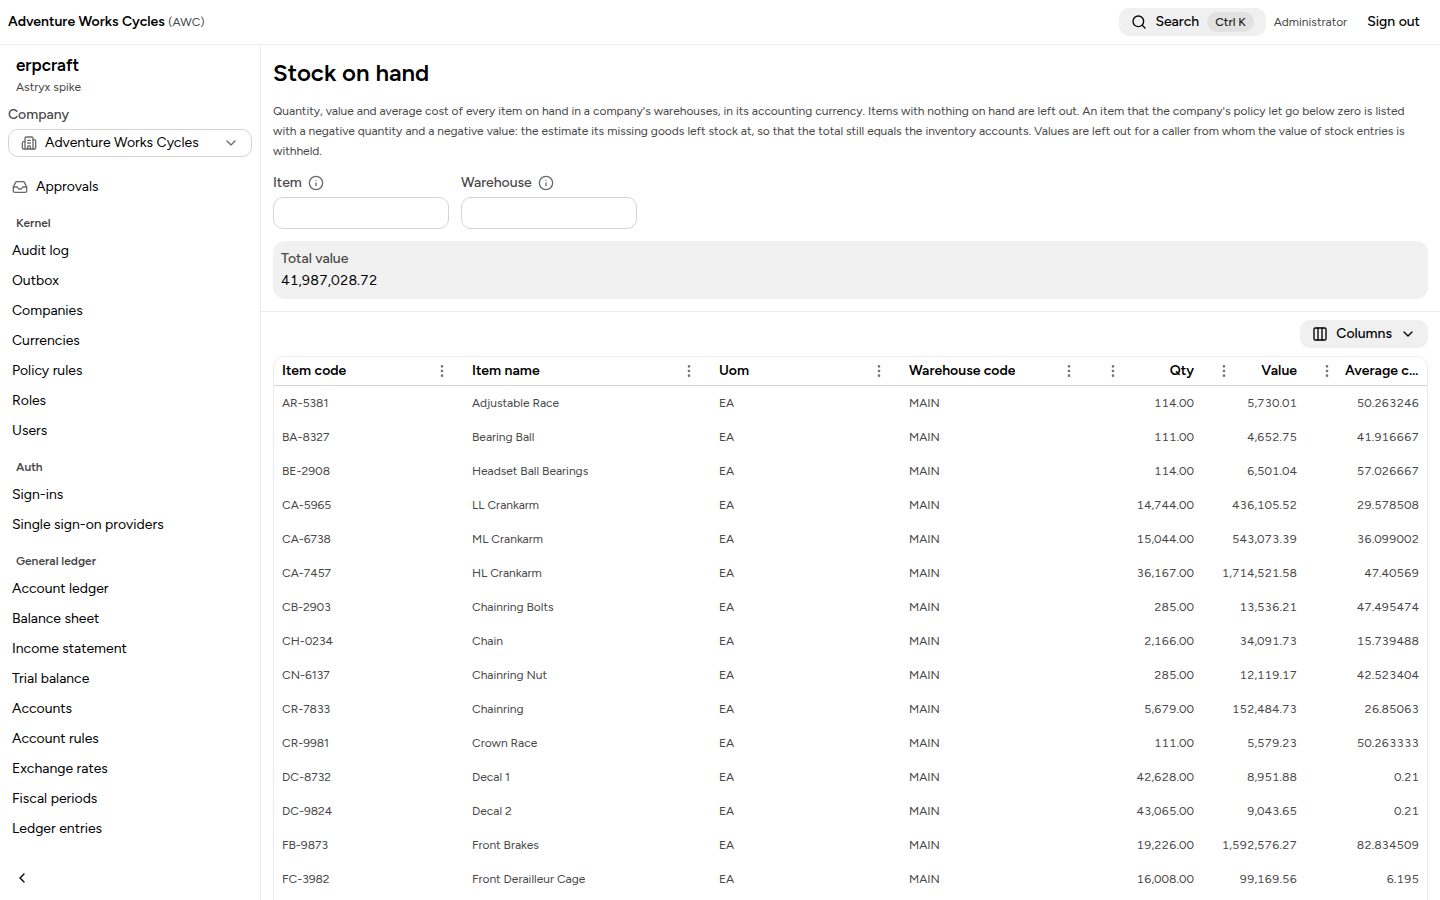 Adventure Works Cycles (AWC)
Search Ctrl K Administrator Sign out
erpcraft
Astryx spike
Company
Adventure Works Cycles
Approvals
Kernel
Audit log
Outbox
Companies
Currencies
Policy rules
Roles
Users
Auth
Sign-ins
Single sign-on providers
General ledger
Account ledger
Balance sheet
Income statement
Trial balance
Accounts
Account rules
Exchange rates
Fiscal periods
Ledger entries
Stock on hand
Quantity, value and average cost of every item on hand in a company's warehouses, in its accounting currency. Items with nothing on hand are left out. An item that the company's policy let go below zero is listed
with a negative quantity and a negative value: the estimate its missing goods left stock at, so that the total still equals the inventory accounts. Values are left out for a caller from whom the value of stock entries is
withheld.
Item Warehouse
Total value
41,987,028.72
Columns
Item code Item name Uom Warehouse code Qty Value Average c...
AR-5381 Adjustable Race EA MAIN 114.00 5,730.01 50.263246
BA-8327 Bearing Ball EA MAIN 111.00 4,652.75 41.916667
BE-2908 Headset Ball Bearings EA MAIN 114.00 6,501.04 57.026667
CA-5965 LL Crankarm EA MAIN 14,744.00 436,105.52 29.578508
CA-6738 ML Crankarm EA MAIN 15,044.00 543,073.39 36.099002
CA-7457 HL Crankarm EA MAIN 36,167.00 1,714,521.58 47.40569
CB-2903 Chainring Bolts EA MAIN 285.00 13,536.21 47.495474
CH-0234 Chain EA MAIN 2,166.00 34,091.73 15.739488
CN-6137 Chainring Nut EA MAIN 285.00 12,119.17 42.523404
CR-7833 Chainring EA MAIN 5,679.00 152,484.73 26.85063
CR-9981 Crown Race EA MAIN 111.00 5,579.23 50.263333
DC-8732 Decal 1 EA MAIN 42,628.00 8,951.88 0.21
DC-9824 Decal 2 EA MAIN 43,065.00 9,043.65 0.21
FB-9873 Front Brakes EA MAIN 19,226.00 1,592,576.27 82.834509
FC-3982 Front Derailleur Cage EA MAIN 16,008.00 99,169.56 6.195